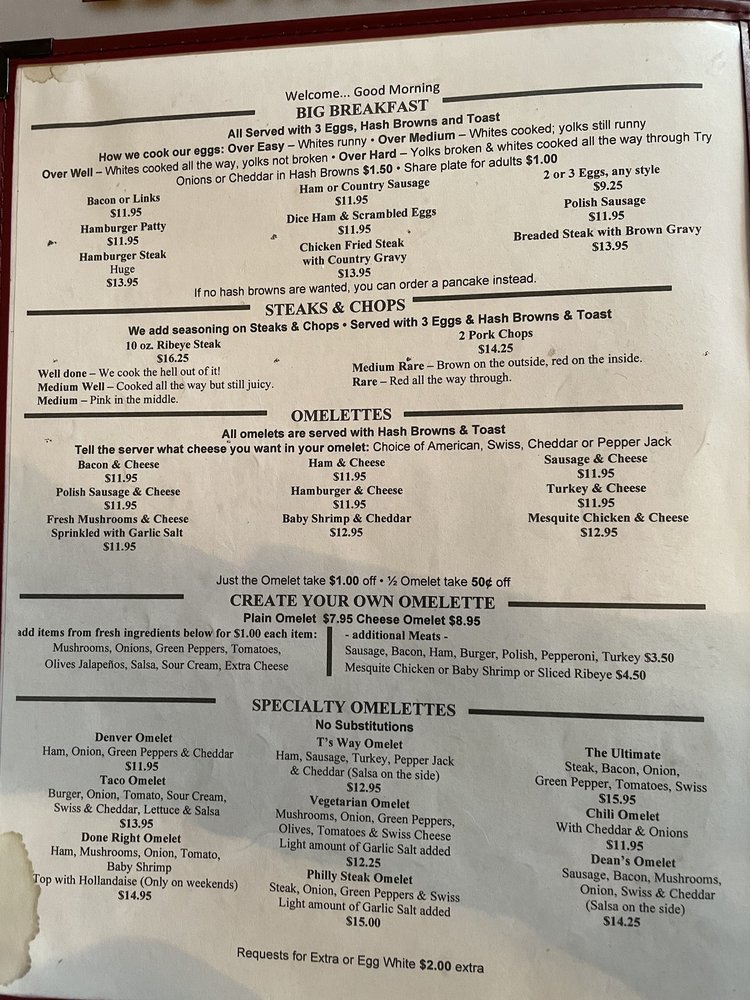 Welcome... Good Morning
BIG BREAKFAST
All Served with 3 Eggs, Hash Browns and Toast
How we cook our eggs: Over Easy – Whites runny • Over Medium – Whites cooked; yolks still runny
Over Well – Whites cooked all the way, yolks not broken • Over Hard – Yolks broken & whites cooked all the way through Try
Onions or Cheddar in Hash Browns $1.50 • Share plate for adults $1.00
Bacon or Links
$11.95
Hamburger Patty
$11.95
Hamburger Steak
Huge
$13.95
Ham or Country Sausage
$11.95
Dice Ham & Scrambled Eggs
$11.95
Chicken Fried Steak
with Country Gravy
$13.95
2 or 3 Eggs, any style
$9.25
Polish Sausage
$11.95
Breaded Steak with Brown Gravy
$13.95
If no hash browns are wanted, you can order a pancake instead.
STEAKS & CHOPS
We add seasoning on Steaks & Chops • Served with 3 Eggs & Hash Browns & Toast
10 oz. Ribeye Steak
$16.25
2 Pork Chops
$14.25
Well done – We cook the hell out of it!
Medium Well – Cooked all the way but still juicy.
Medium – Pink in the middle.
Medium Rare – Brown on the outside, red on the inside.
Rare – Red all the way through.
OMELETTES
All omelets are served with Hash Browns & Toast
Tell the server what cheese you want in your omelet: Choice of American, Swiss, Cheddar or Pepper Jack
Bacon & Cheese
$11.95
Polish Sausage & Cheese
$11.95
Fresh Mushrooms & Cheese
Sprinkled with Garlic Salt
$11.95
Ham & Cheese
$11.95
Hamburger & Cheese
$11.95
Baby Shrimp & Cheddar
$12.95
Sausage & Cheese
$11.95
Turkey & Cheese
$11.95
Mesquite Chicken & Cheese
$12.95
Just the Omelet take $1.00 off • ½ Omelet take 50¢ off
CREATE YOUR OWN OMELETTE
Plain Omelet $7.95 Cheese Omelet $8.95
add items from fresh ingredients below for $1.00 each item:
Mushrooms, Onions, Green Peppers, Tomatoes,
Olives Jalapeños, Salsa, Sour Cream, Extra Cheese
- additional Meats -
Sausage, Bacon, Ham, Burger, Polish, Pepperoni, Turkey $3.50
Mesquite Chicken or Baby Shrimp or Sliced Ribeye $4.50
SPECIALTY OMELETTES
No Substitutions
Denver Omelet
Ham, Onion, Green Peppers & Cheddar
$11.95
Taco Omelet
Burger, Onion, Tomato, Sour Cream,
Swiss & Cheddar, Lettuce & Salsa
$13.95
Done Right Omelet
Ham, Mushrooms, Onion, Tomato,
Baby Shrimp
Top with Hollandaise (Only on weekends)
$14.95
T's Way Omelet
Ham, Sausage, Turkey, Pepper Jack
& Cheddar (Salsa on the side)
$12.95
Vegetarian Omelet
Mushrooms, Onion, Green Peppers,
Olives, Tomatoes & Swiss Cheese
Light amount of Garlic Salt added
$12.25
Philly Steak Omelet
Steak, Onion, Green Peppers & Swiss
Light amount of Garlic Salt added
$15.00
The Ultimate
Steak, Bacon, Onion,
Green Pepper, Tomatoes, Swiss
$15.95
Chili Omelet
With Cheddar & Onions
$11.95
Dean's Omelet
Sausage, Bacon, Mushrooms,
Onion, Swiss & Cheddar
(Salsa on the side)
$14.25
Requests for Extra or Egg White $2.00 extra